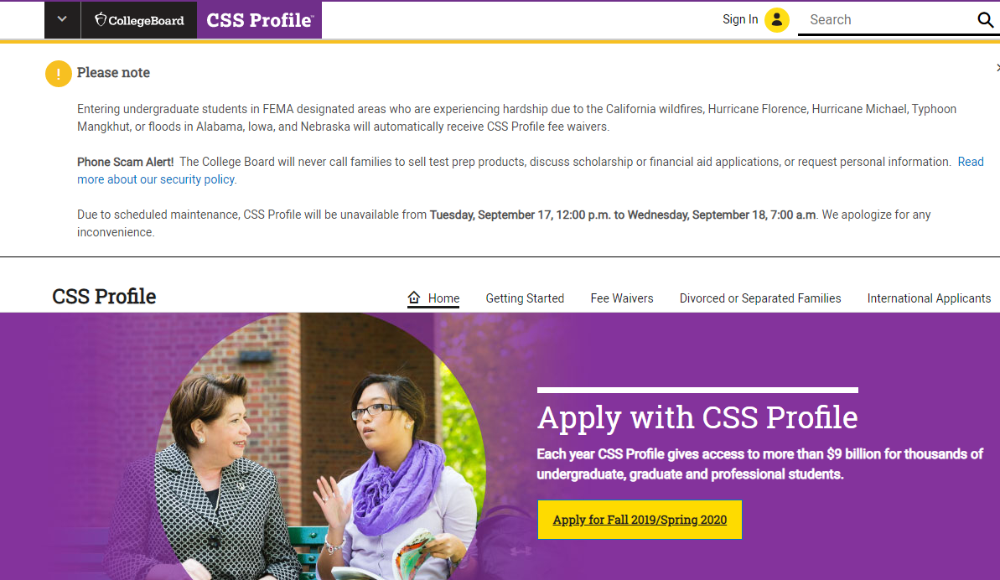 CollegeBoard
CSS Profile™
Sign In
Search
Please note
Entering undergraduate students in FEMA designated areas who are experiencing hardship due to the California wildfires, Hurricane Florence, Hurricane Michael, Typhoon
Mangkhut, or floods in Alabama, Iowa, and Nebraska will automatically receive CSS Profile fee waivers.
Phone Scam Alert! The College Board will never call families to sell test prep products, discuss scholarship or financial aid applications, or request personal information. Read
more about our security policy.
Due to scheduled maintenance, CSS Profile will be unavailable from Tuesday, September 17, 12:00 p.m. to Wednesday, September 18, 7:00 a.m. We apologize for any
inconvenience.
CSS Profile
Home Getting Started Fee Waivers Divorced or Separated Families International Applicants
Apply with CSS Profile
Each year CSS Profile gives access to more than $9 billion for thousands of
undergraduate, graduate and professional students.
Apply for Fall 2019/Spring 2020